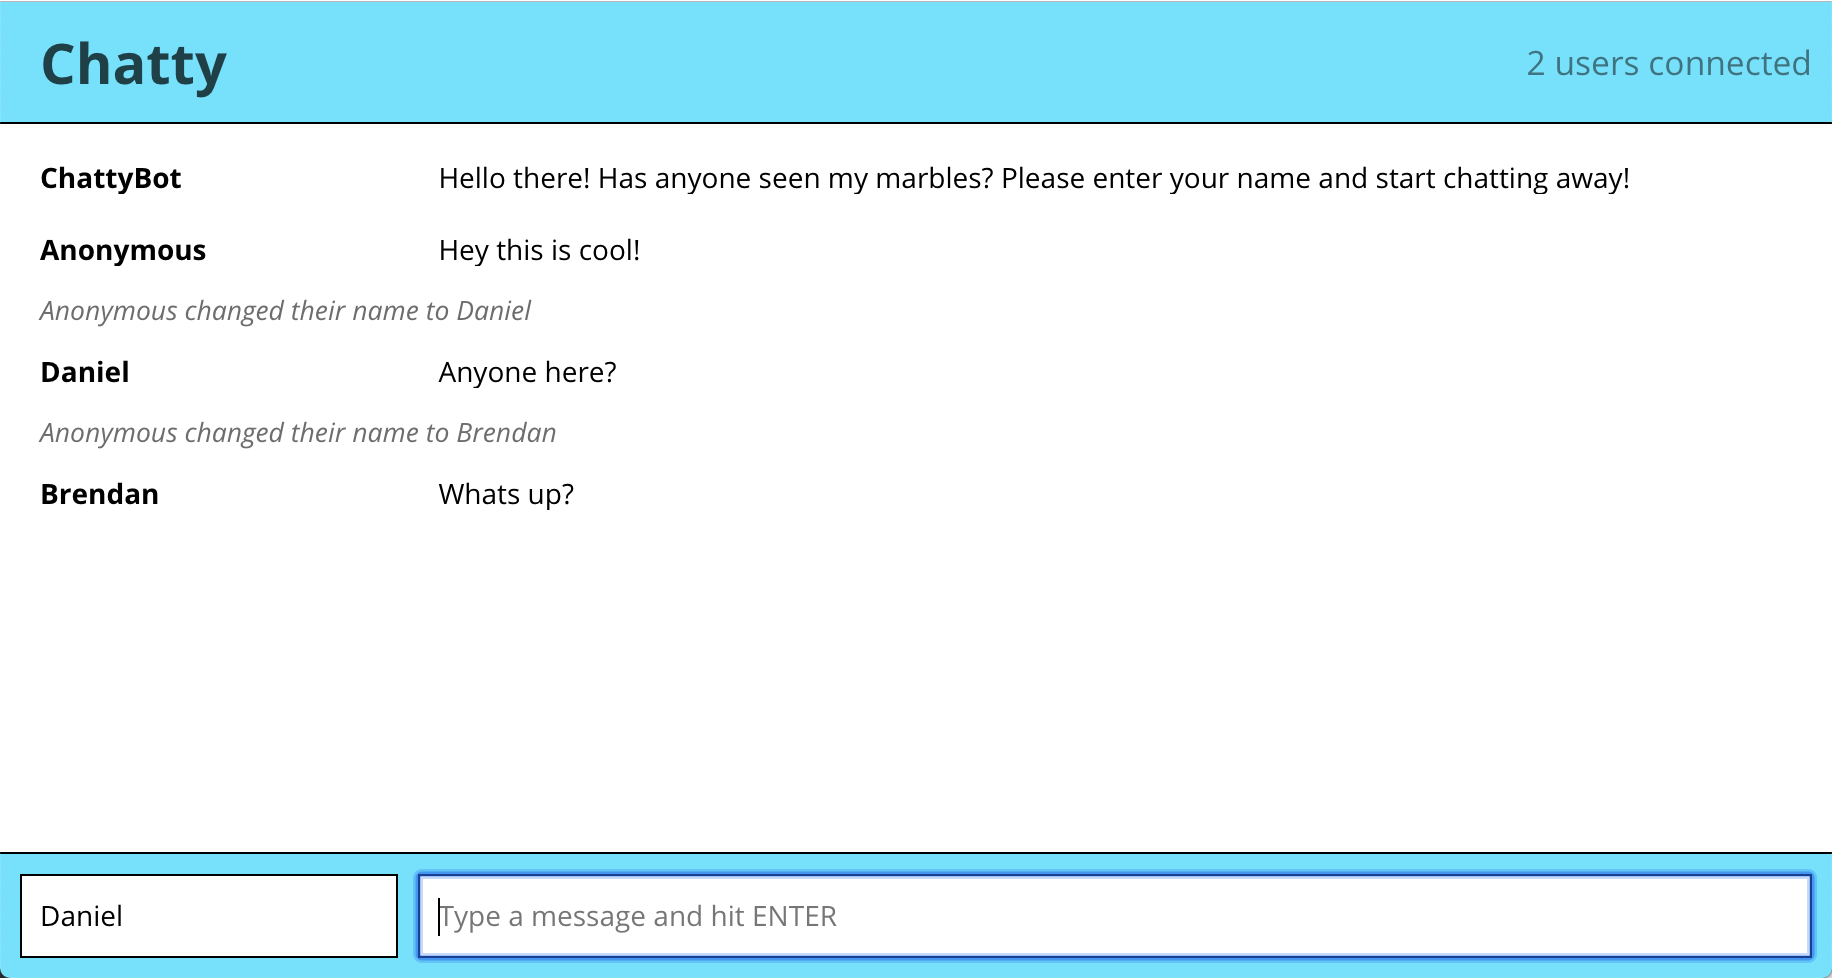 Chatty 2 users connected
ChattyBot Hello there! Has anyone seen my marbles? Please enter your name and start chatting away!
Anonymous Hey this is cool!
Anonymous changed their name to Daniel
Daniel Anyone here?
Anonymous changed their name to Brendan
Brendan Whats up?
Daniel Type a message and hit ENTER